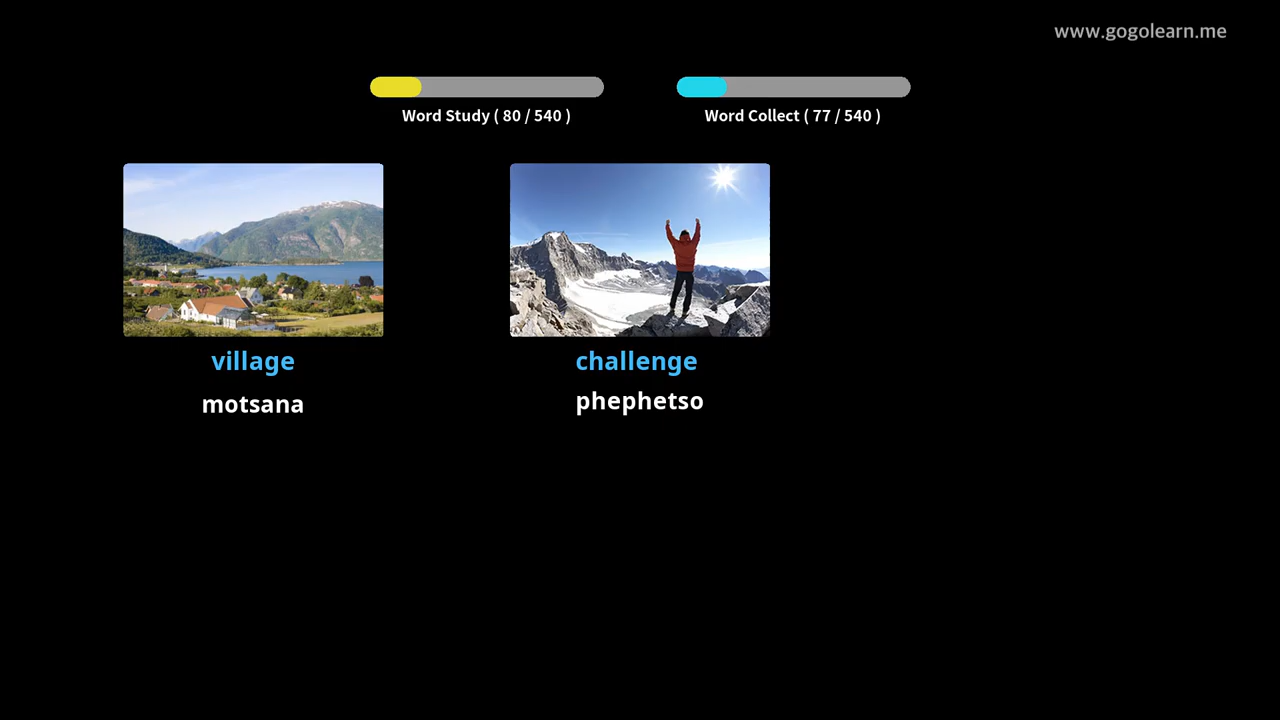 www.gogolearn.me
Word Study ( 80 / 540 )
Word Collect ( 77 / 540 )
village
motsana
challenge
phephetso